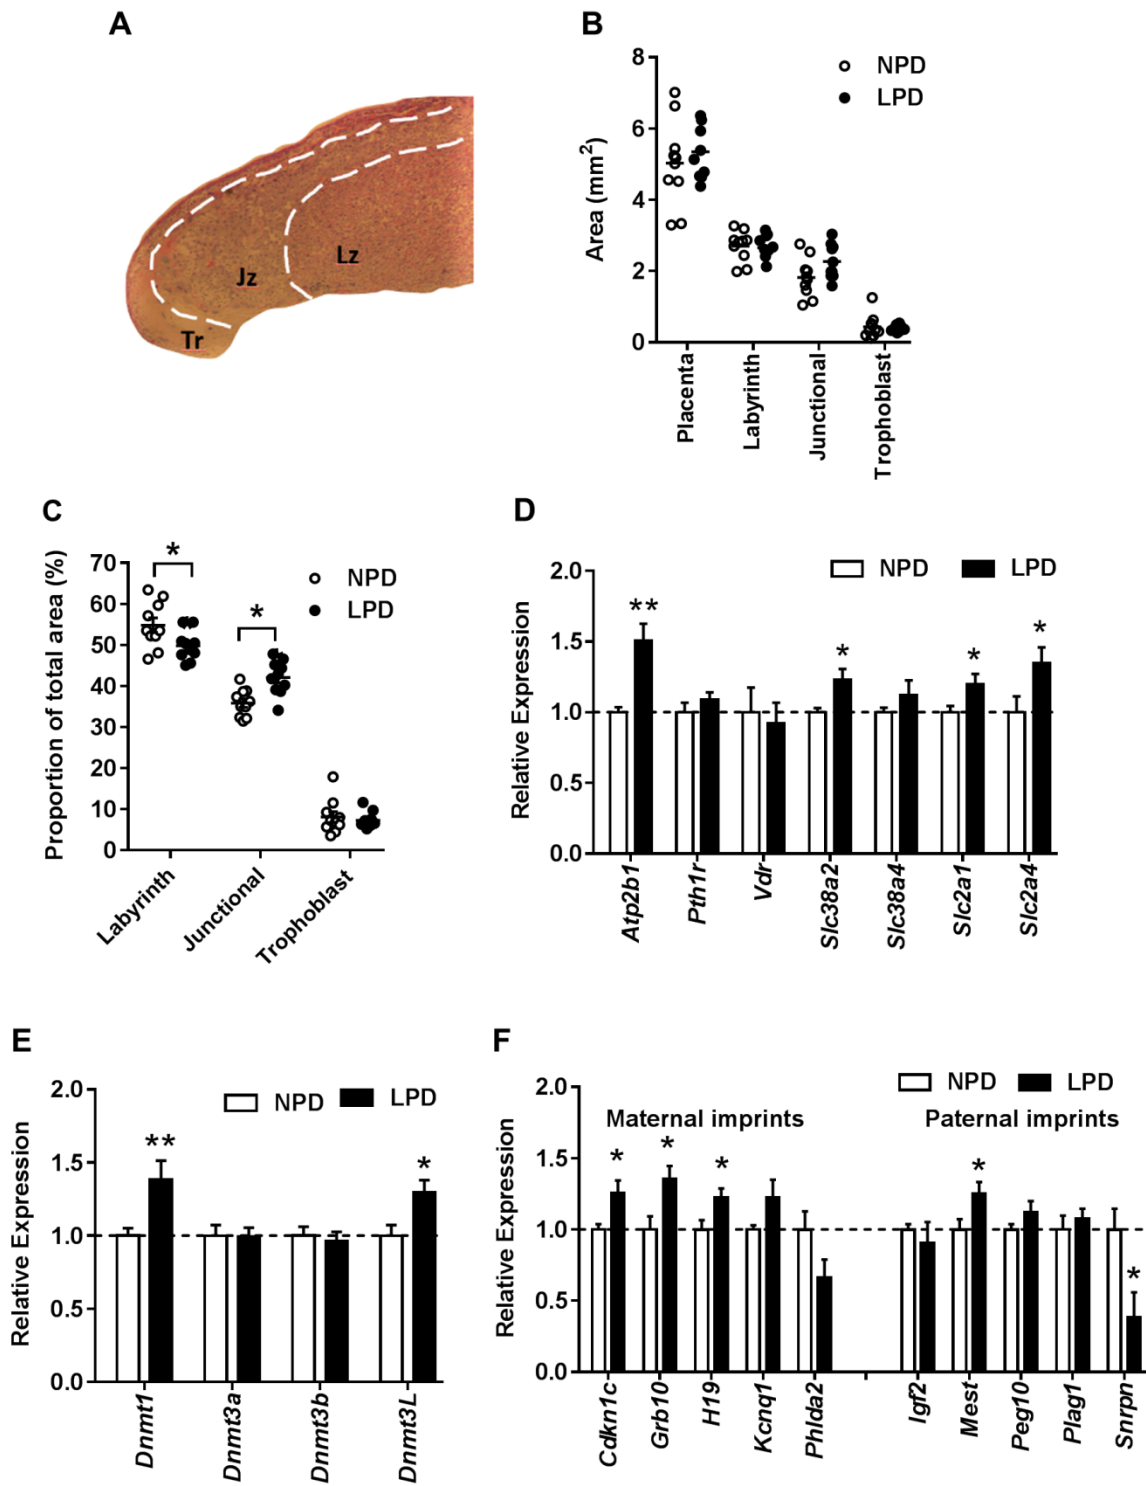 A
Jz
Lz
Tr
B
Area (mm²)
8
6
4
2
0
NPD
LPD
Placenta
Labyrinth
Junctional
Trophoblast
C
Proportion of total area (%)
70
60
50
40
30
20
10
0
*
*
NPD
LPD
Labyrinth
Junctional
Trophoblast
D
Relative Expression
2.0
1.5
1.0
0.5
0.0
NPD
LPD
**
*
*
*
Atp2b1
Pth1r
Vdr
Slc38a2
Slc38a4
Slc2a1
Slc2a4
E
Relative Expression
2.0
1.5
1.0
0.5
0.0
NPD
LPD
**
*
Dnmt1
Dnmt3a
Dnmt3b
Dnmt3L
F
Relative Expression
2.0
1.5
1.0
0.5
0.0
NPD
LPD
Maternal imprints
Paternal imprints
*
*
*
*
*
Cdkn1c
Grb10
H19
Kcnq1
Phlda2
Igf2
Mest
Peg10
Plag1
Snrpn